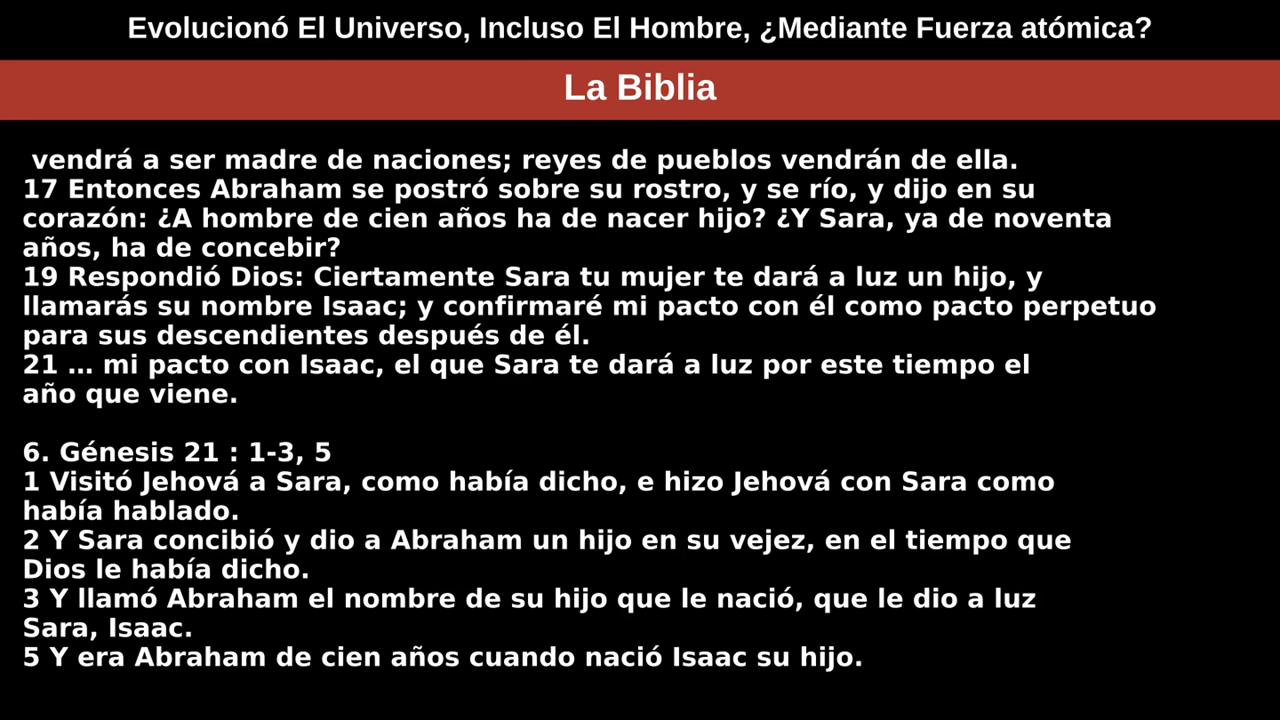 Evolucionó El Universo, Incluso El Hombre, ¿Mediante Fuerza atómica?
La Biblia
vendrá a ser madre de naciones; reyes de pueblos vendrán de ella.
17 Entonces Abraham se postró sobre su rostro, y se río, y dijo en su
corazón: ¿A hombre de cien años ha de nacer hijo? ¿Y Sara, ya de noventa
años, ha de concebir?
19 Respondió Dios: Ciertamente Sara tu mujer te dará a luz un hijo, y
llamarás su nombre Isaac; y confirmaré mi pacto con él como pacto perpetuo
para sus descendientes después de él.
21 … mi pacto con Isaac, el que Sara te dará a luz por este tiempo el
año que viene.
6. Génesis 21 : 1-3, 5
1 Visitó Jehová a Sara, como había dicho, e hizo Jehová con Sara como
había hablado.
2 Y Sara concibió y dio a Abraham un hijo en su vejez, en el tiempo que
Dios le había dicho.
3 Y llamó Abraham el nombre de su hijo que le nació, que le dio a luz
Sara, Isaac.
5 Y era Abraham de cien años cuando nació Isaac su hijo.